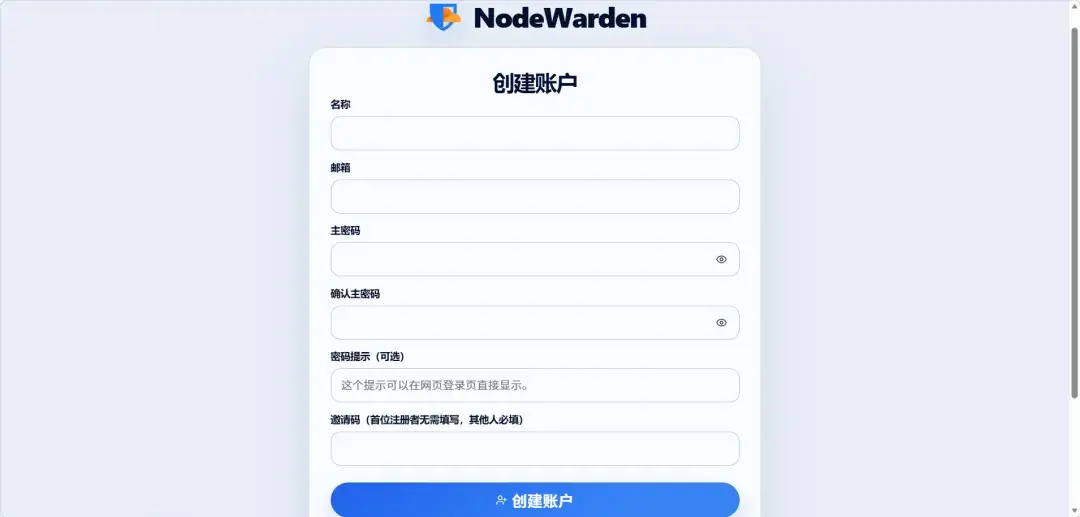 NodeWarden
创建账户
名称
邮箱
主密码
确认主密码
密码提示（可选）
这个提示可以在网页登录页直接显示。
邀请码（首位注册者无需填写，其他人必填）
创建账户